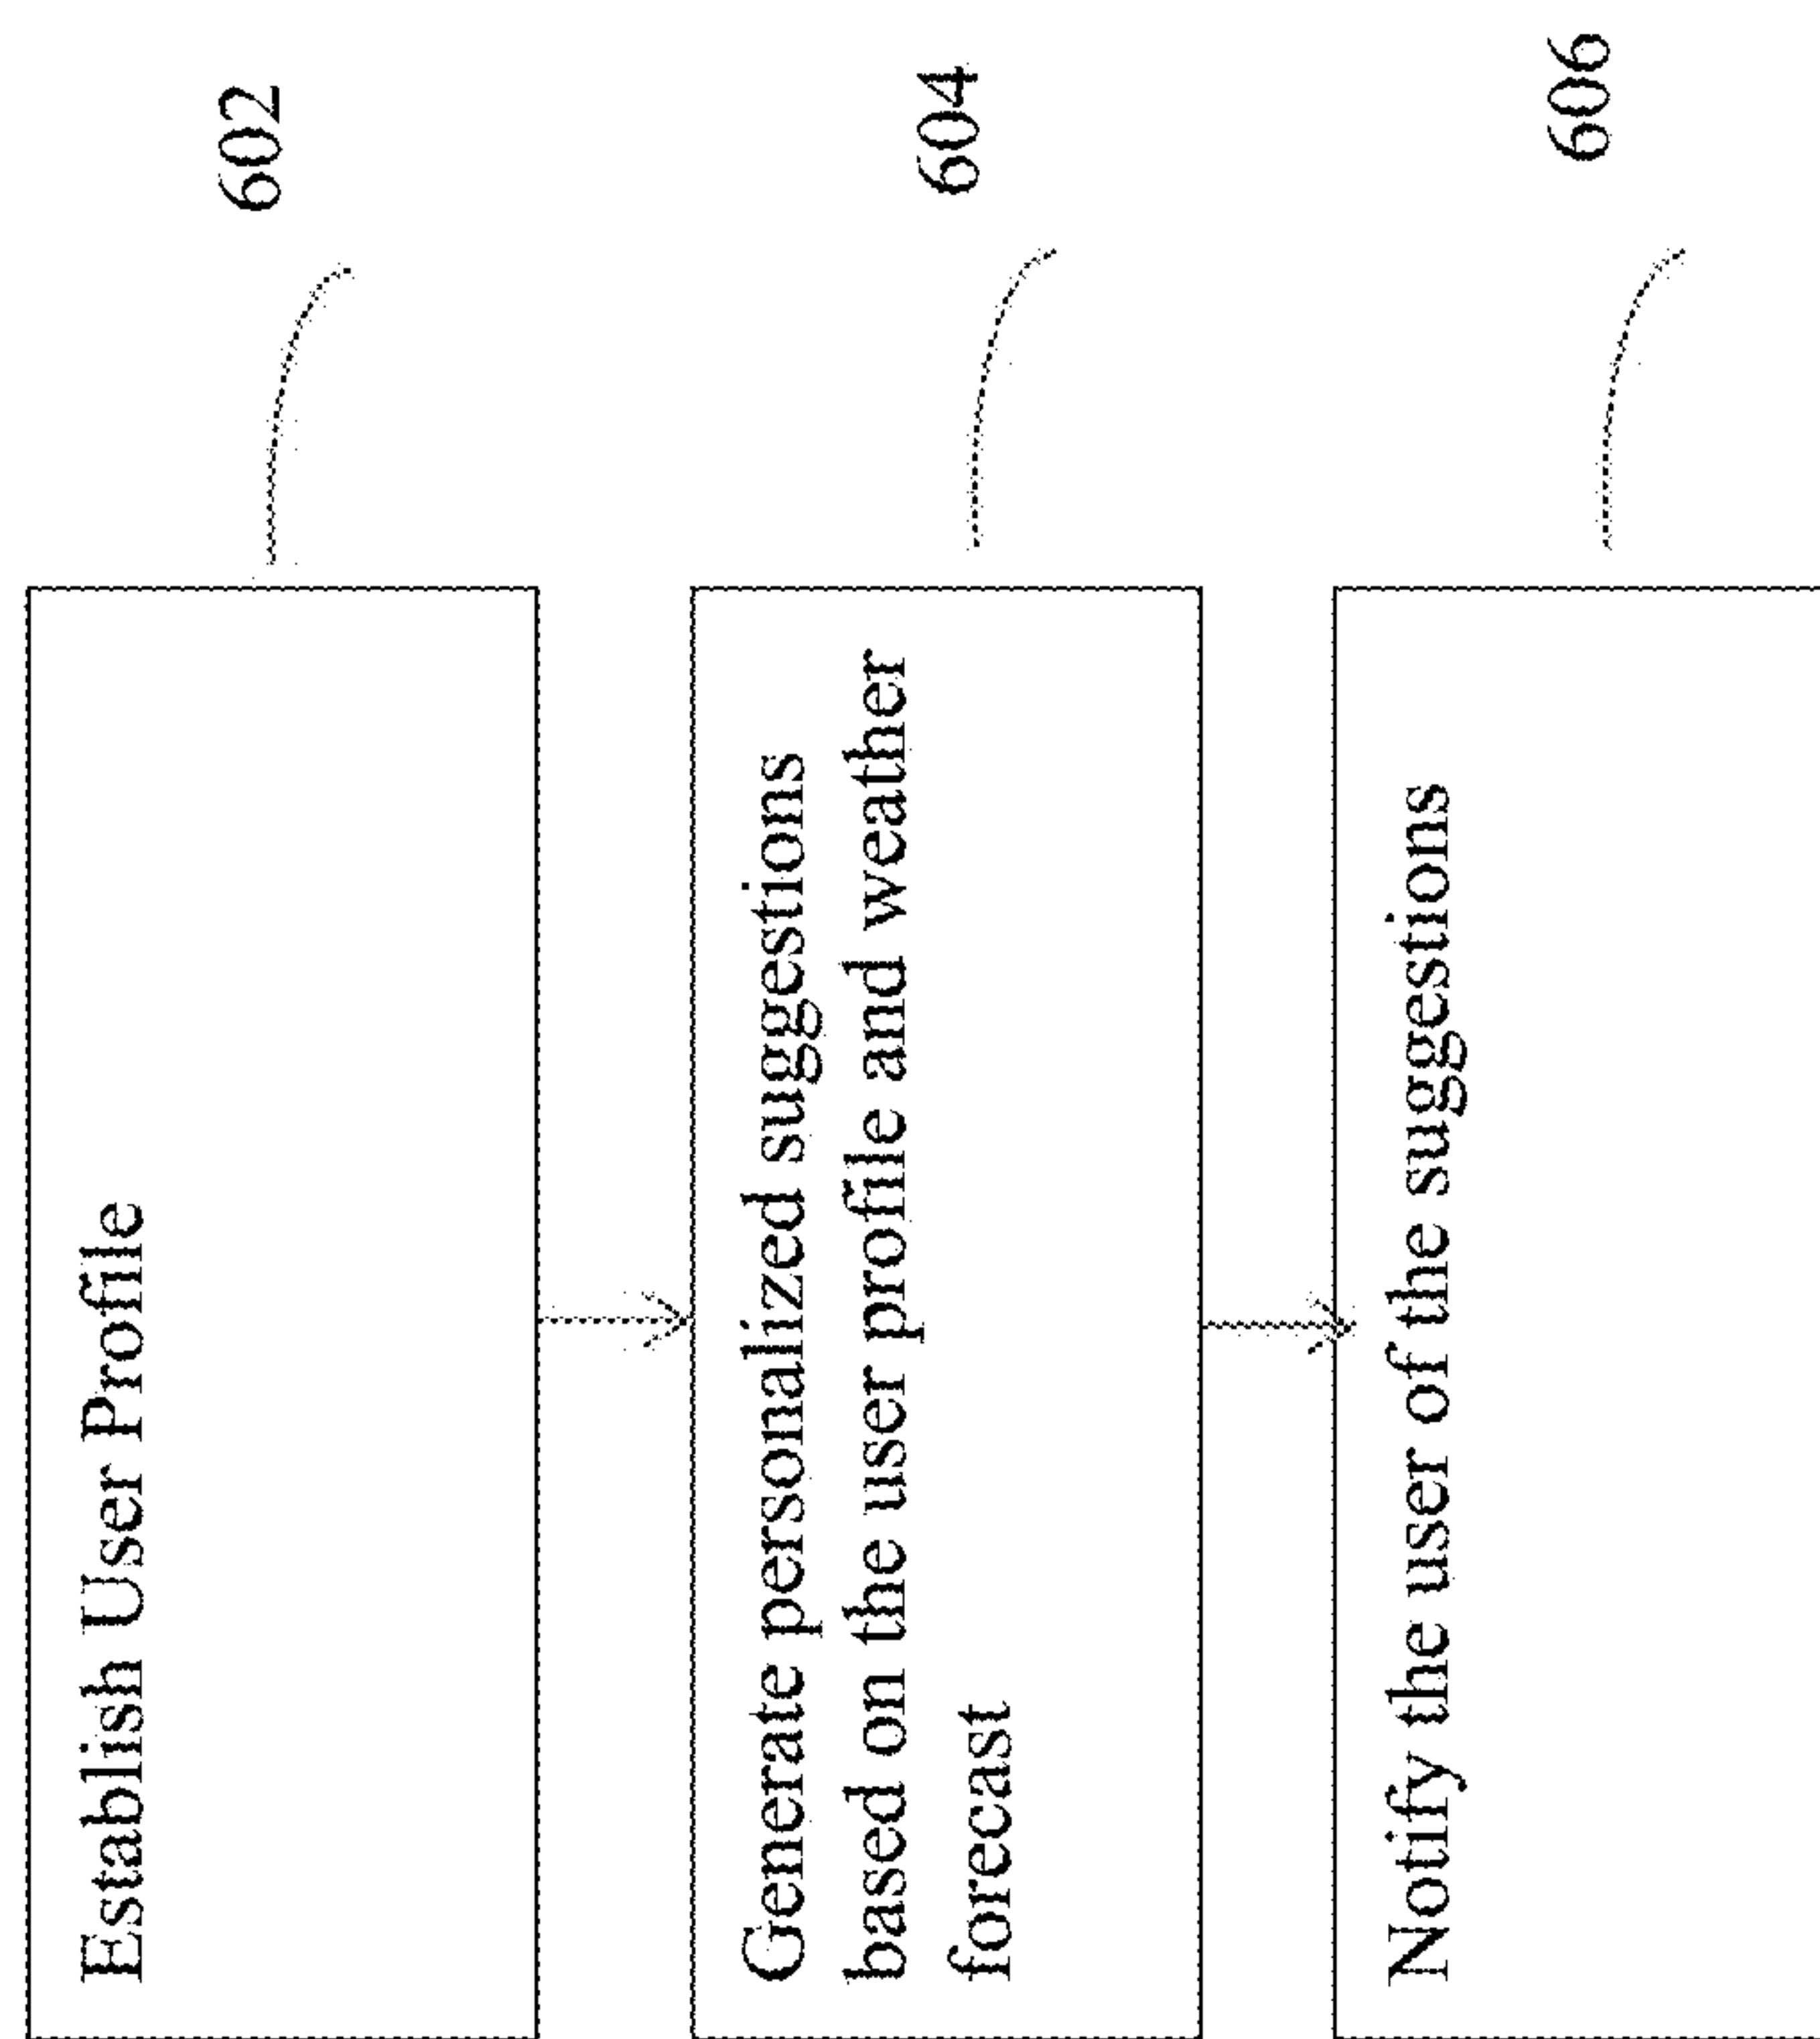 Establish User Profile
602
Generate personalized suggestions
based on the user profile and weather
forecast
604
Notify the user of the suggestions
606